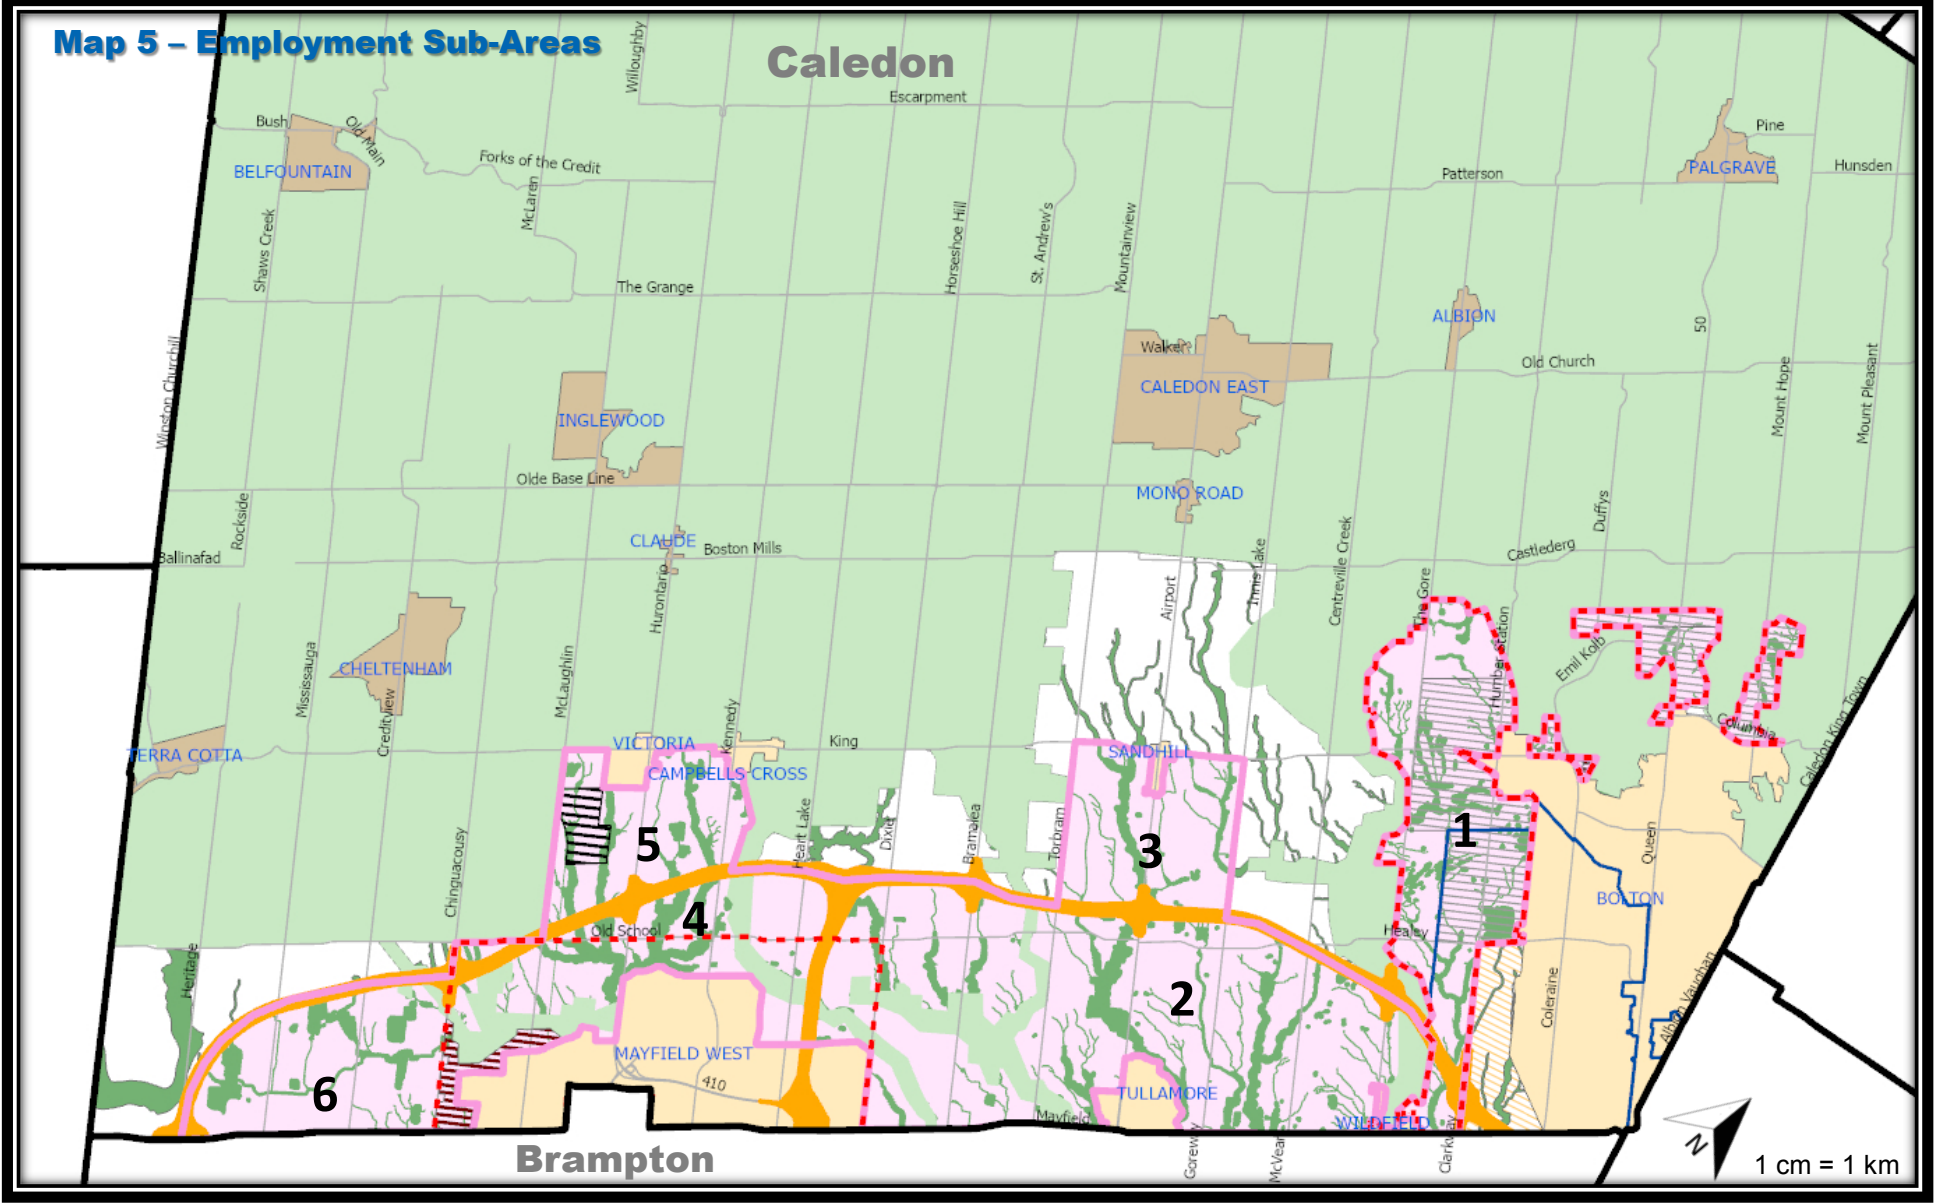 Map 5 – Employment Sub-Areas
Caledon
Willoughby
Escarpment
Bush
Old Main
BELFOUNTAIN
Forks of the Credit
McLaren
Shaws Creek
Pine
PALGRAVE
Hunsden
Patterson
Horseshoe Hill
St. Andrew's
Mountainview
The Grange
Winston Churchill
ALBION
50
Walker
CALEDON EAST
Old Church
Mount Hope
Mount Pleasant
INGLEWOOD
Olde Base Line
MONO ROAD
Rockside
Ballinafad
CLAUDE
Boston Mills
Hurontario
Duffys
Castlederg
Innis Lake
Airport
Centreville Creek
The Gore
Humber Station
Emil Kolb
Columbia
Caledon King Town
CHELTENHAM
Mississauga
Creditview
McLaughlin
Kennedy
TERRA COTTA
VICTORIA
CAMPBELLS CROSS
King
SANDHILL
Chinguacousy
Heart Lake
Dixie
Bramalea
Torbram
5
3
1
Queen
BOLTON
4
Old School
Healey
Heritage
2
Coleraine
Albion Vaughan
MAYFIELD WEST
410
6
TULLAMORE
Mayfield
WILDFIELD
Goreway
McVean
Clarkway
Brampton
N
1 cm = 1 km